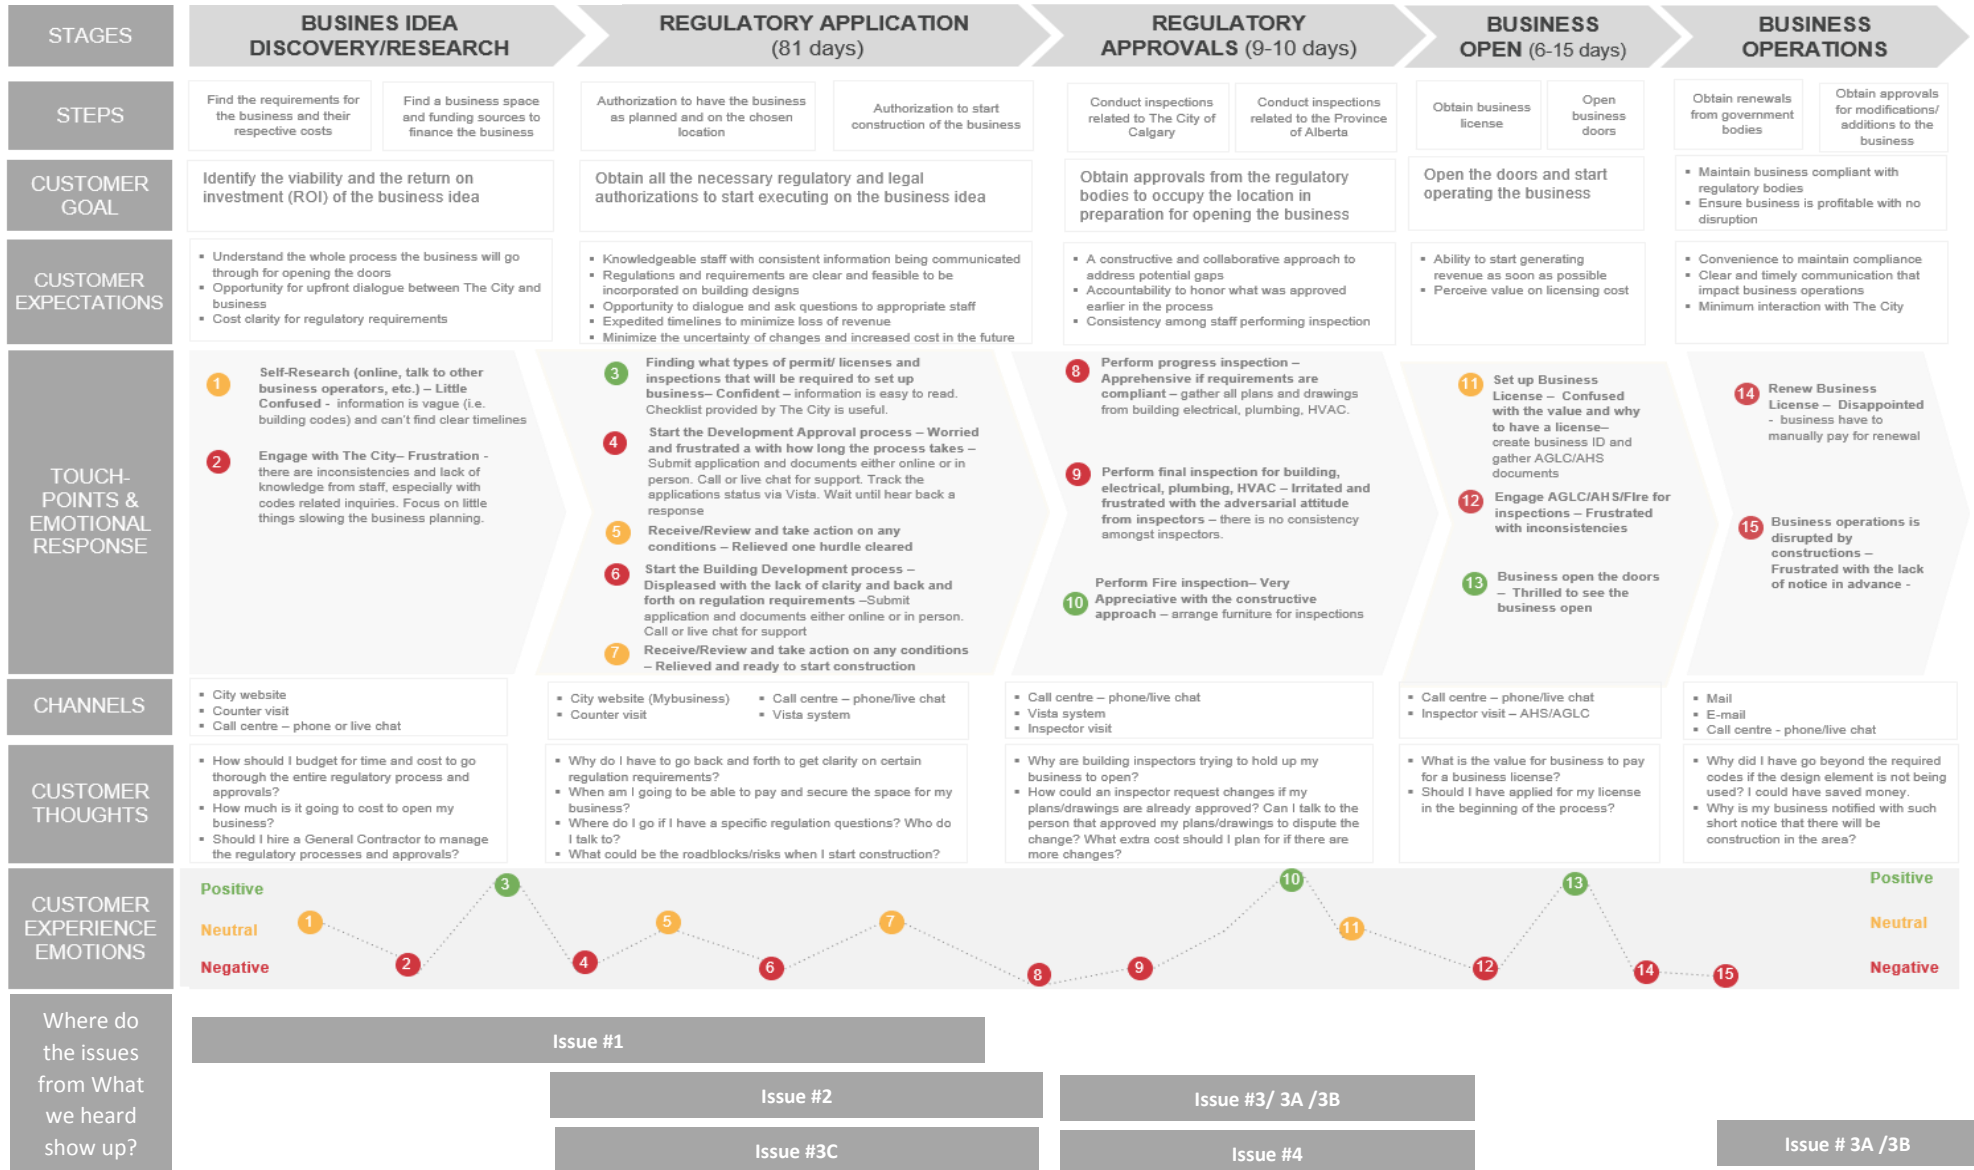 STAGES
BUSINES IDEA
DISCOVERY/RESEARCH
REGULATORY APPLICATION
(81 days)
REGULATORY
APPROVALS (9-10 days)
BUSINESS
OPEN (6-15 days)
BUSINESS
OPERATIONS
STEPS
Find the requirements for
the business and their
respective costs
Find a business space
and funding sources to
finance the business
Authorization to have the business
as planned and on the chosen
location
Authorization to start
construction of the business
Conduct inspections
related to The City of
Calgary
Conduct inspections
related to the Province
of Alberta
Obtain business
license
Open
business
doors
Obtain renewals
from government
bodies
Obtain approvals
for modifications/
additions to the
business
CUSTOMER
GOAL
Identify the viability and the return on
investment (ROI) of the business idea
Obtain all the necessary regulatory and legal
authorizations to start executing on the business idea
Obtain approvals from the regulatory
bodies to occupy the location in
preparation for opening the business
Open the doors and start
operating the business
▪ Maintain business compliant with
regulatory bodies
▪ Ensure business is profitable with no
disruption
CUSTOMER
EXPECTATIONS
▪ Understand the whole process the business will go
through for opening the doors
▪ Opportunity for upfront dialogue between The City and
business
▪ Cost clarity for regulatory requirements
▪ Knowledgeable staff with consistent information being communicated
▪ Regulations and requirements are clear and feasible to be
incorporated on building designs
▪ Opportunity to dialogue and ask questions to appropriate staff
▪ Expedited timelines to minimize loss of revenue
▪ Minimize the uncertainty of changes and increased cost in the future
▪ A constructive and collaborative approach to
address potential gaps
▪ Accountability to honor what was approved
earlier in the process
▪ Consistency among staff performing inspection
▪ Ability to start generating
revenue as soon as possible
▪ Perceive value on licensing cost
▪ Convenience to maintain compliance
▪ Clear and timely communication that
impact business operations
▪ Minimum interaction with The City
TOUCH-
POINTS &
EMOTIONAL
RESPONSE
1 Self-Research (online, talk to other
business operators, etc.) – Little
Confused - information is vague (i.e.
building codes) and can't find clear timelines
2 Engage with The City– Frustration -
there are inconsistencies and lack of
knowledge from staff, especially with
codes related inquiries. Focus on little
things slowing the business planning.
3 Finding what types of permit/ licenses and
inspections that will be required to set up
business– Confident – information is easy to read.
Checklist provided by The City is useful.
4 Start the Development Approval process – Worried
and frustrated a with how long the process takes –
Submit application and documents either online or in
person. Call or live chat for support. Track the
applications status via Vista. Wait until hear back a
response
5 Receive/Review and take action on any
conditions – Relieved one hurdle cleared
6 Start the Building Development process –
Displeased with the lack of clarity and back and
forth on regulation requirements –Submit
application and documents either online or in person.
Call or live chat for support
7 Receive/Review and take action on any conditions
– Relieved and ready to start construction
8 Perform progress inspection –
Apprehensive if requirements are
compliant – gather all plans and drawings
from building electrical, plumbing, HVAC.
9 Perform final inspection for building,
electrical, plumbing, HVAC – Irritated and
frustrated with the adversarial attitude
from inspectors – there is no consistency
amongst inspectors.
10 Perform Fire inspection– Very
Appreciative with the constructive
approach – arrange furniture for inspections
11 Set up Business
License – Confused
with the value and why
to have a license–
create business ID and
gather AGLC/AHS
documents
12 Engage AGLC/AHS/FIre for
inspections – Frustrated
with inconsistencies
13 Business open the doors
– Thrilled to see the
business open
14 Renew Business
License – Disappointed
- business have to
manually pay for renewal
15 Business operations is
disrupted by
constructions –
Frustrated with the lack
of notice in advance -
CHANNELS
▪ City website
▪ Counter visit
▪ Call centre – phone or live chat
▪ City website (Mybusiness)
▪ Counter visit
▪ Call centre – phone/live chat
▪ Vista system
▪ Call centre – phone/live chat
▪ Vista system
▪ Inspector visit
▪ Call centre – phone/live chat
▪ Inspector visit – AHS/AGLC
▪ Mail
▪ E-mail
▪ Call centre - phone/live chat
CUSTOMER
THOUGHTS
▪ How should I budget for time and cost to go
thorough the entire regulatory process and
approvals?
▪ How much is it going to cost to open my
business?
▪ Should I hire a General Contractor to manage
the regulatory processes and approvals?
▪ Why do I have to go back and forth to get clarity on certain
regulation requirements?
▪ When am I going to be able to pay and secure the space for my
business?
▪ Where do I go if I have a specific regulation questions? Who do
I talk to?
▪ What could be the roadblocks/risks when I start construction?
▪ Why are building inspectors trying to hold up my
business to open?
▪ How could an inspector request changes if my
plans/drawings are already approved? Can I talk to the
person that approved my plans/drawings to dispute the
change? What extra cost should I plan for if there are
more changes?
▪ What is the value for business to pay
for a business license?
▪ Should I have applied for my license
in the beginning of the process?
▪ Why did I have go beyond the required
codes if the design element is not being
used? I could have saved money.
▪ Why is my business notified with such
short notice that there will be
construction in the area?
CUSTOMER
EXPERIENCE
EMOTIONS
Positive
Neutral
Negative
1
2
3
4
5
6
7
8
9
10
11
12
13
14
15
Positive
Neutral
Negative
Where do
the issues
from What
we heard
show up?
Issue #1
Issue #2
Issue #3/ 3A /3B
Issue #3C
Issue #4
Issue # 3A /3B